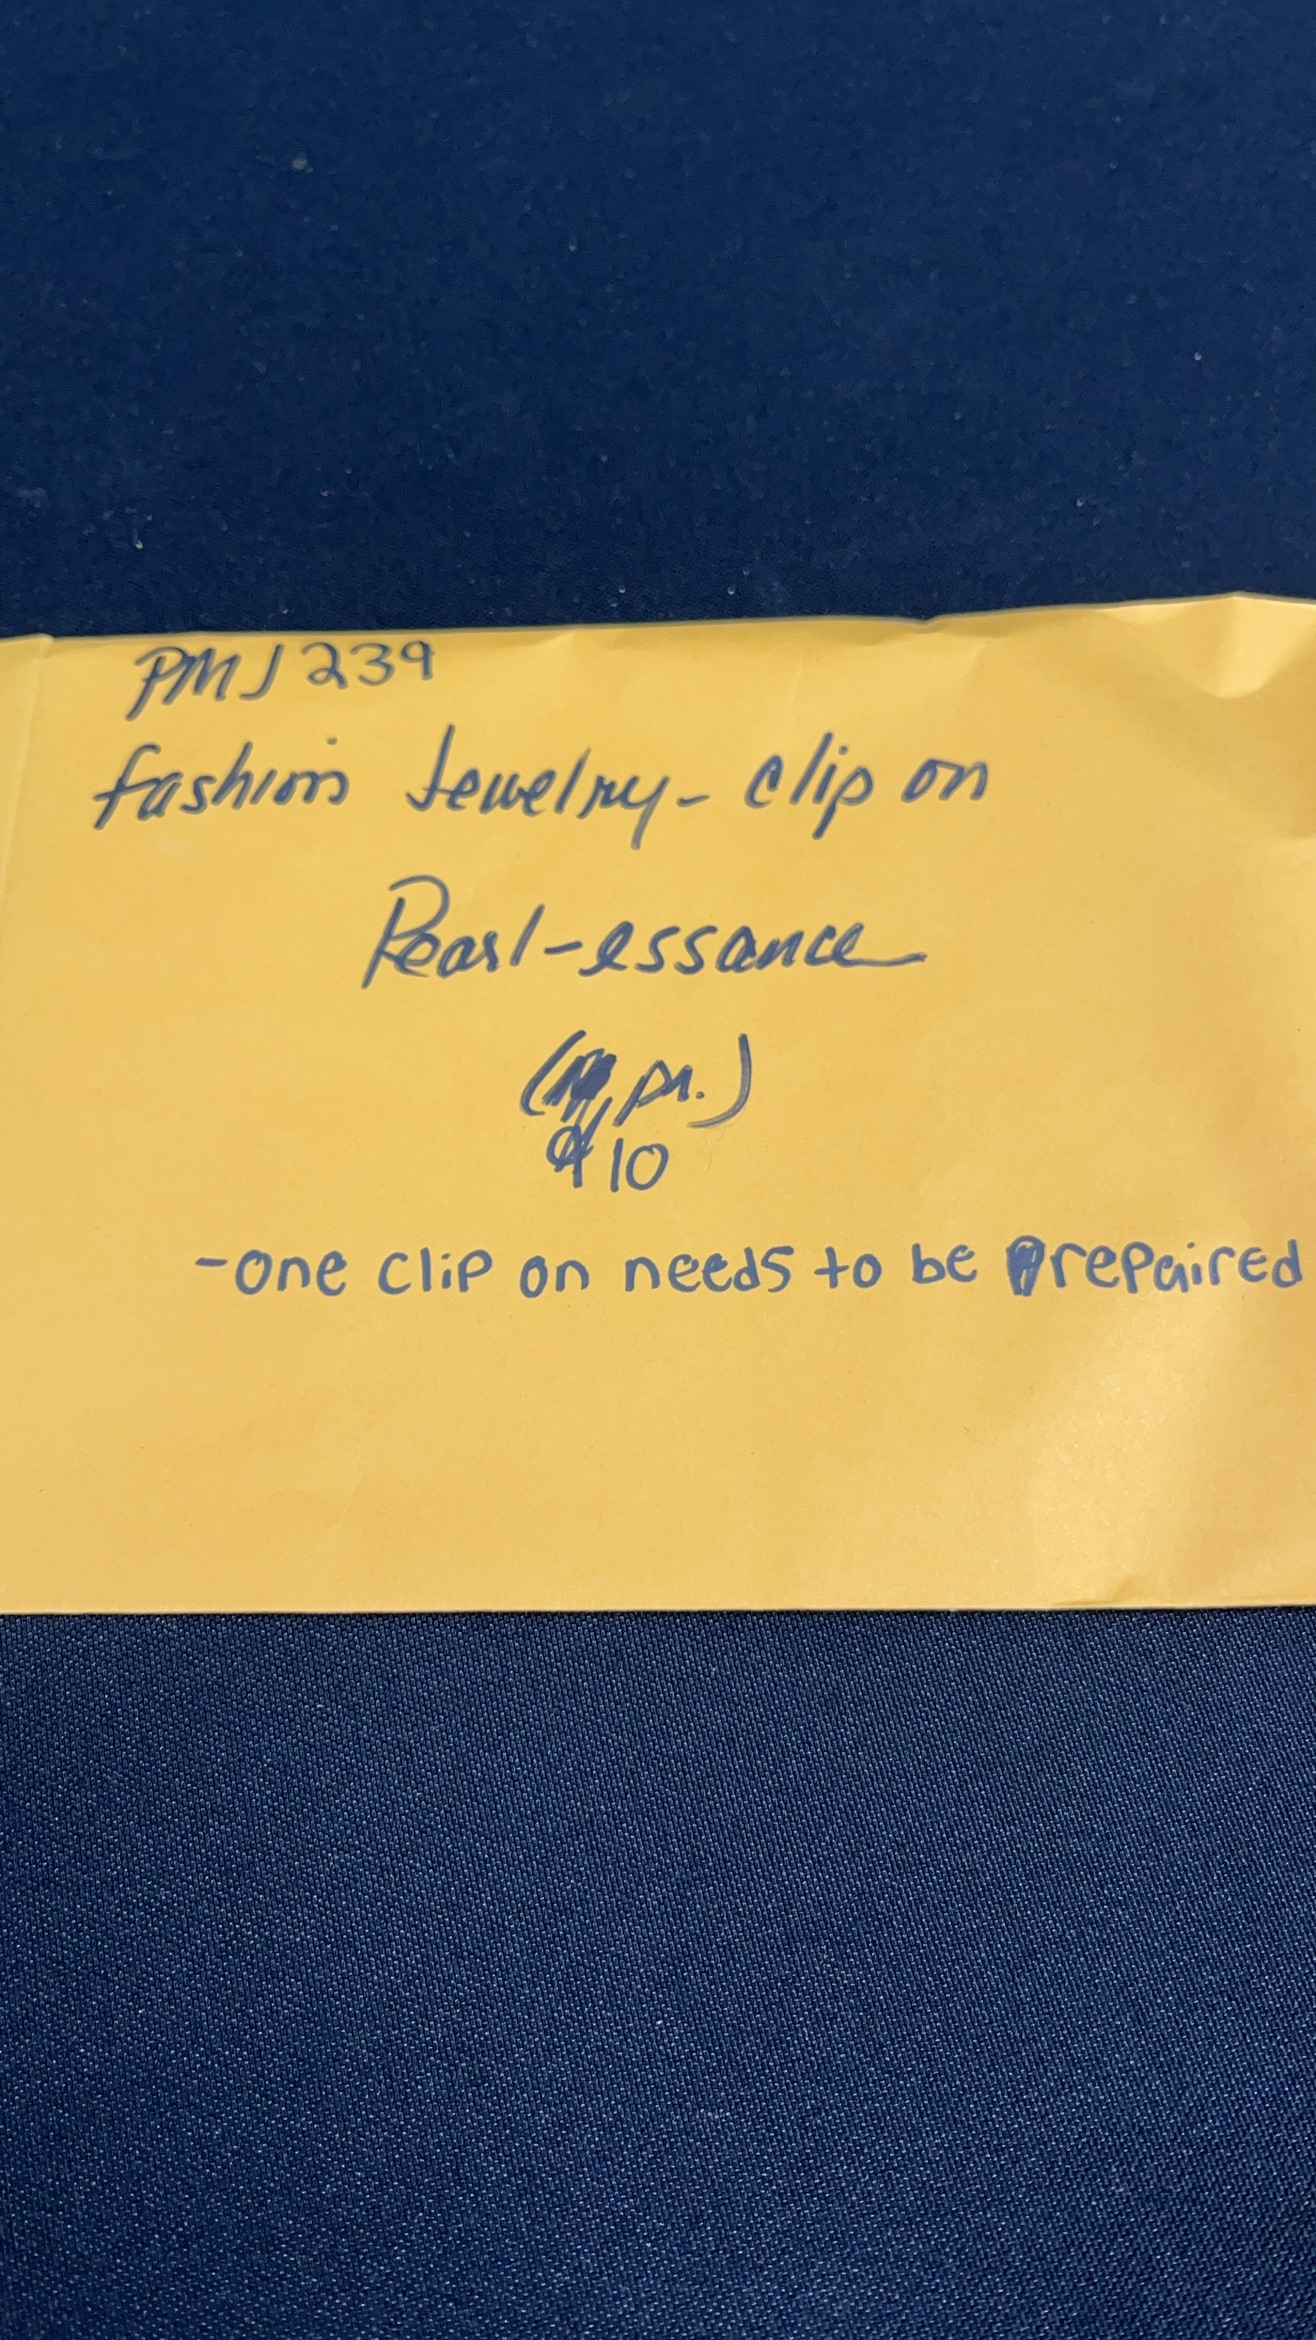 PMJ239
fashion Jewelry - clip on
Pearl-essance
( pr.)
10
- one clip on needs to be repaired